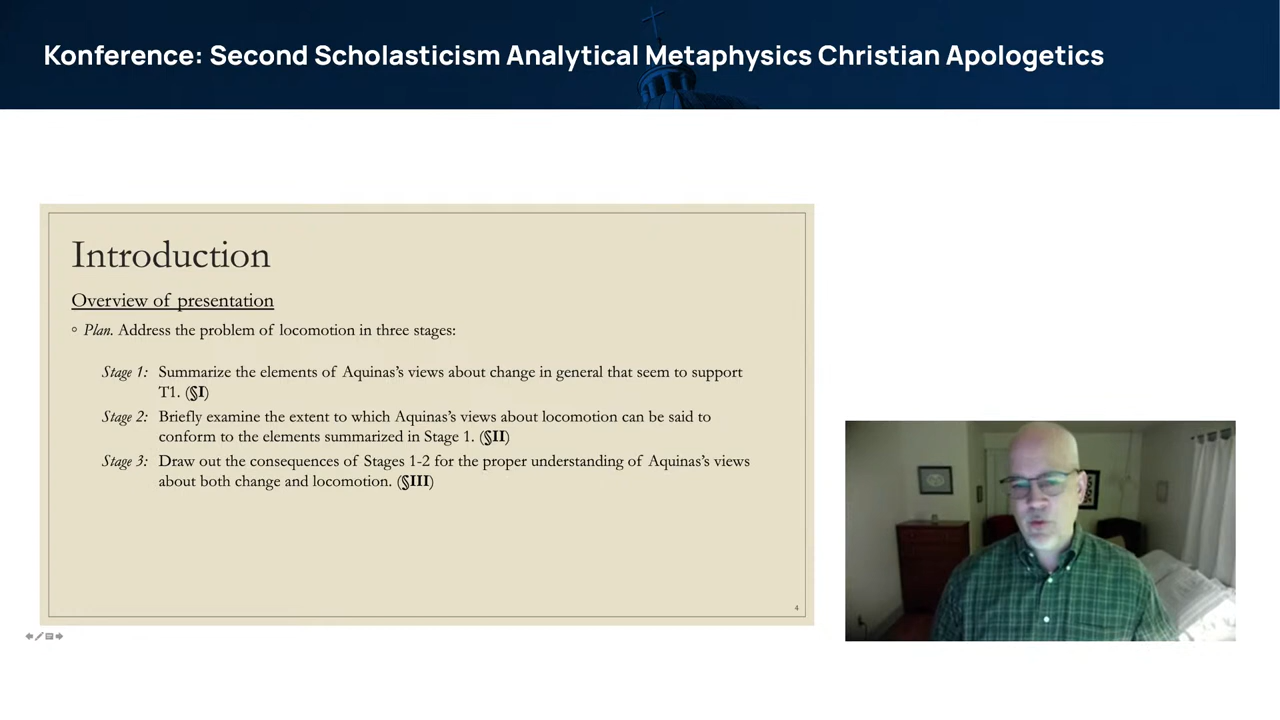 Konference: Second Scholasticism Analytical Metaphysics Christian Apologetics
Introduction
Overview of presentation
◦ Plan. Address the problem of locomotion in three stages:
Stage 1: Summarize the elements of Aquinas's views about change in general that seem to support
T1. (§I)
Stage 2: Briefly examine the extent to which Aquinas's views about locomotion can be said to
conform to the elements summarized in Stage 1. (§II)
Stage 3: Draw out the consequences of Stages 1-2 for the proper understanding of Aquinas's views
about both change and locomotion. (§III)
4